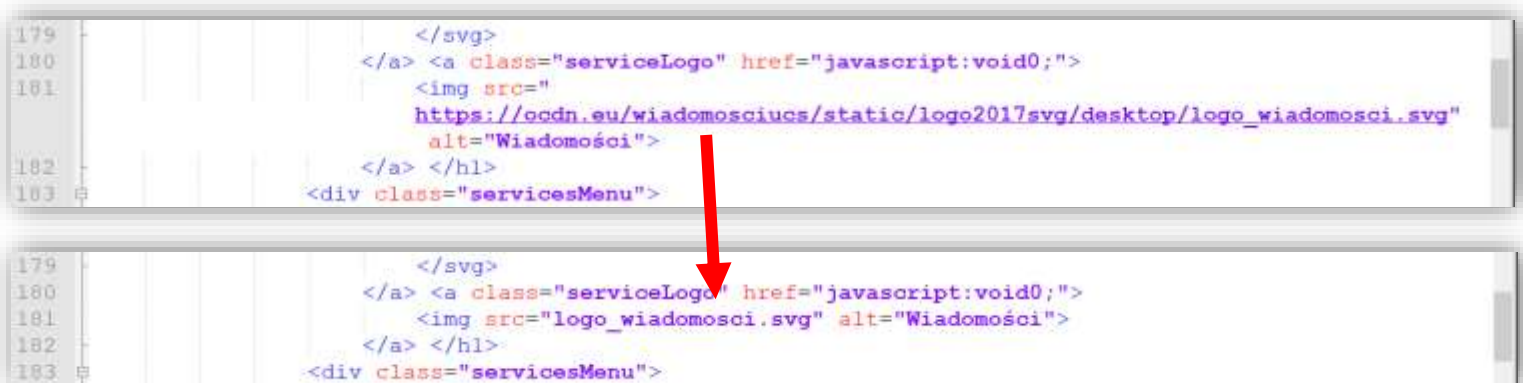 179 </svg>
180 </a> <a class="serviceLogo" href="javascript:void0;">
181 <img src="
https://ocdn.eu/wiadomosciucs/static/logo2017svg/desktop/logo_wiadomosci.svg"
alt="Wiadomości">
182 </a> </h1>
183 <div class="servicesMenu">
179 </svg>
180 </a> <a class="serviceLogo" href="javascript:void0;">
181 <img src="logo_wiadomosci.svg" alt="Wiadomości">
182 </a> </h1>
183 <div class="servicesMenu">